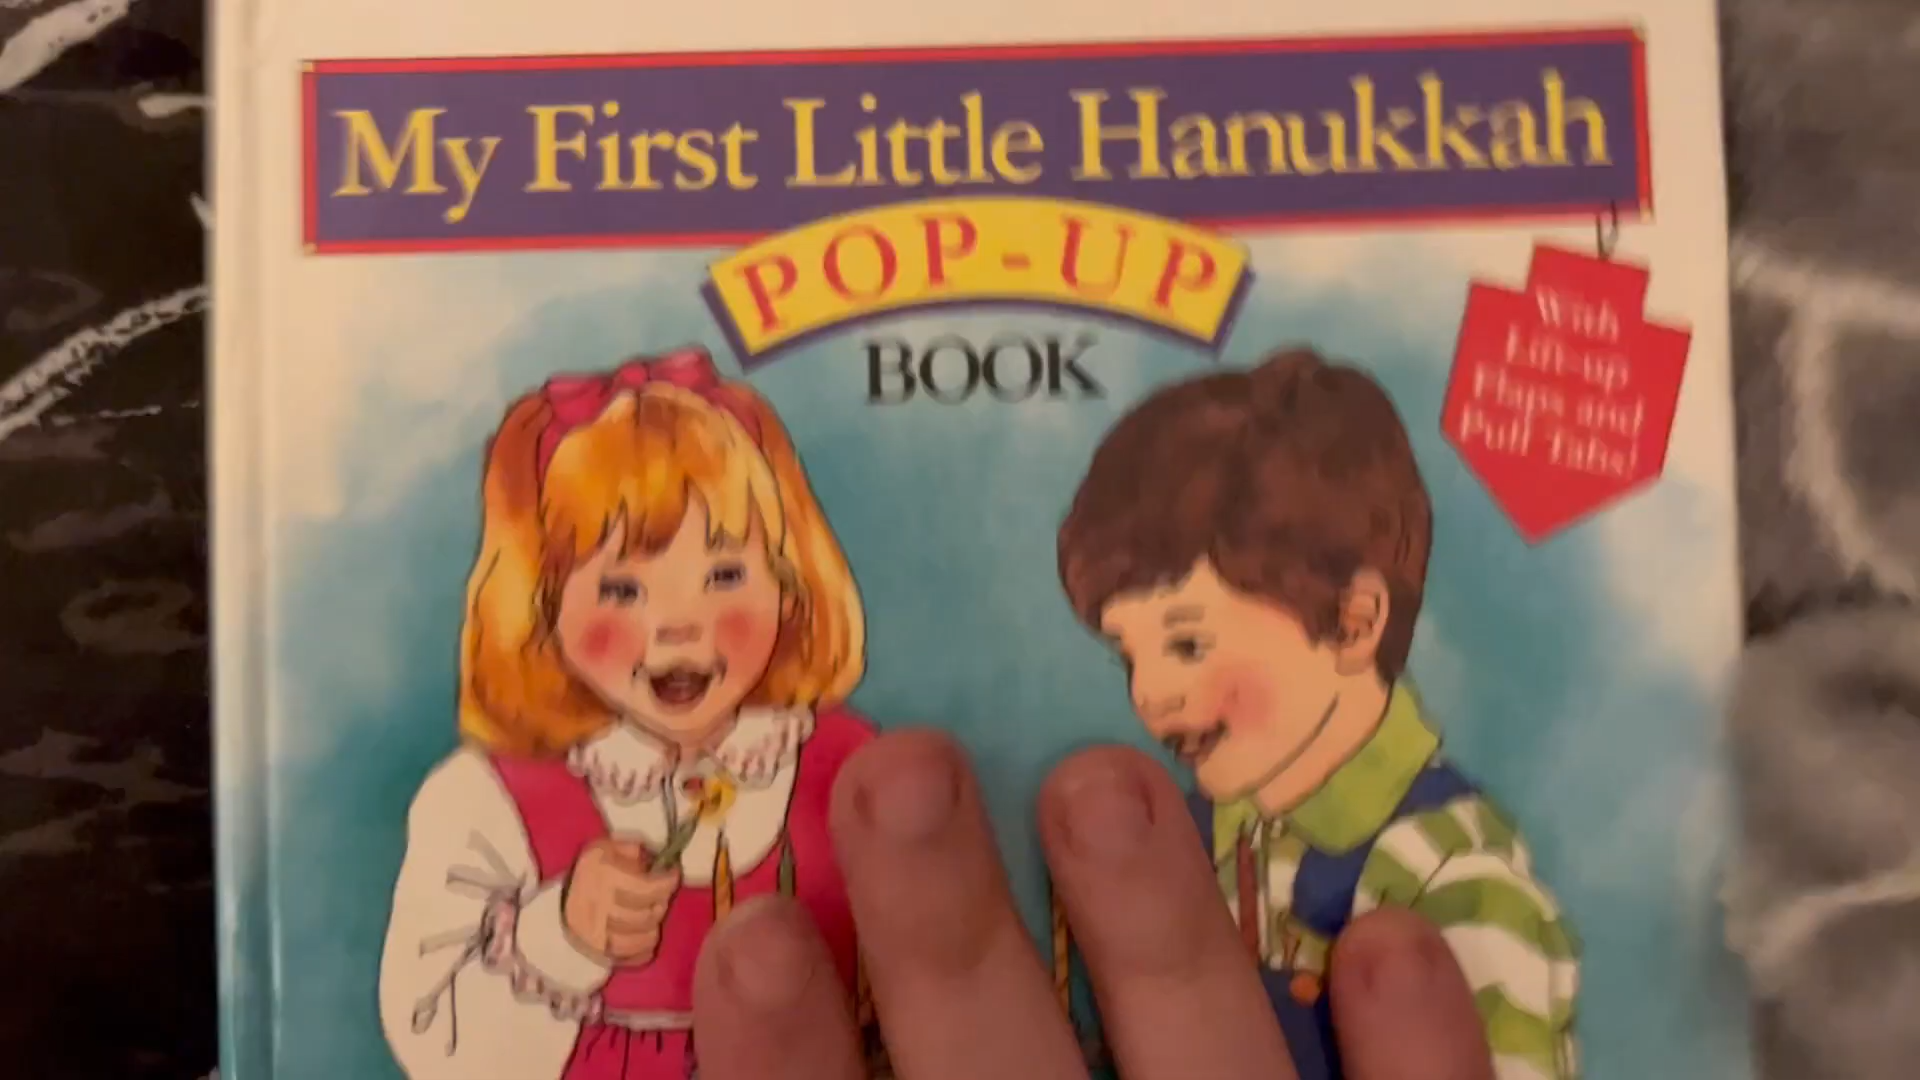 My First Little Hanukkah
POP-UP
BOOK
With
Lift-up
Flaps and
Pull Tabs!